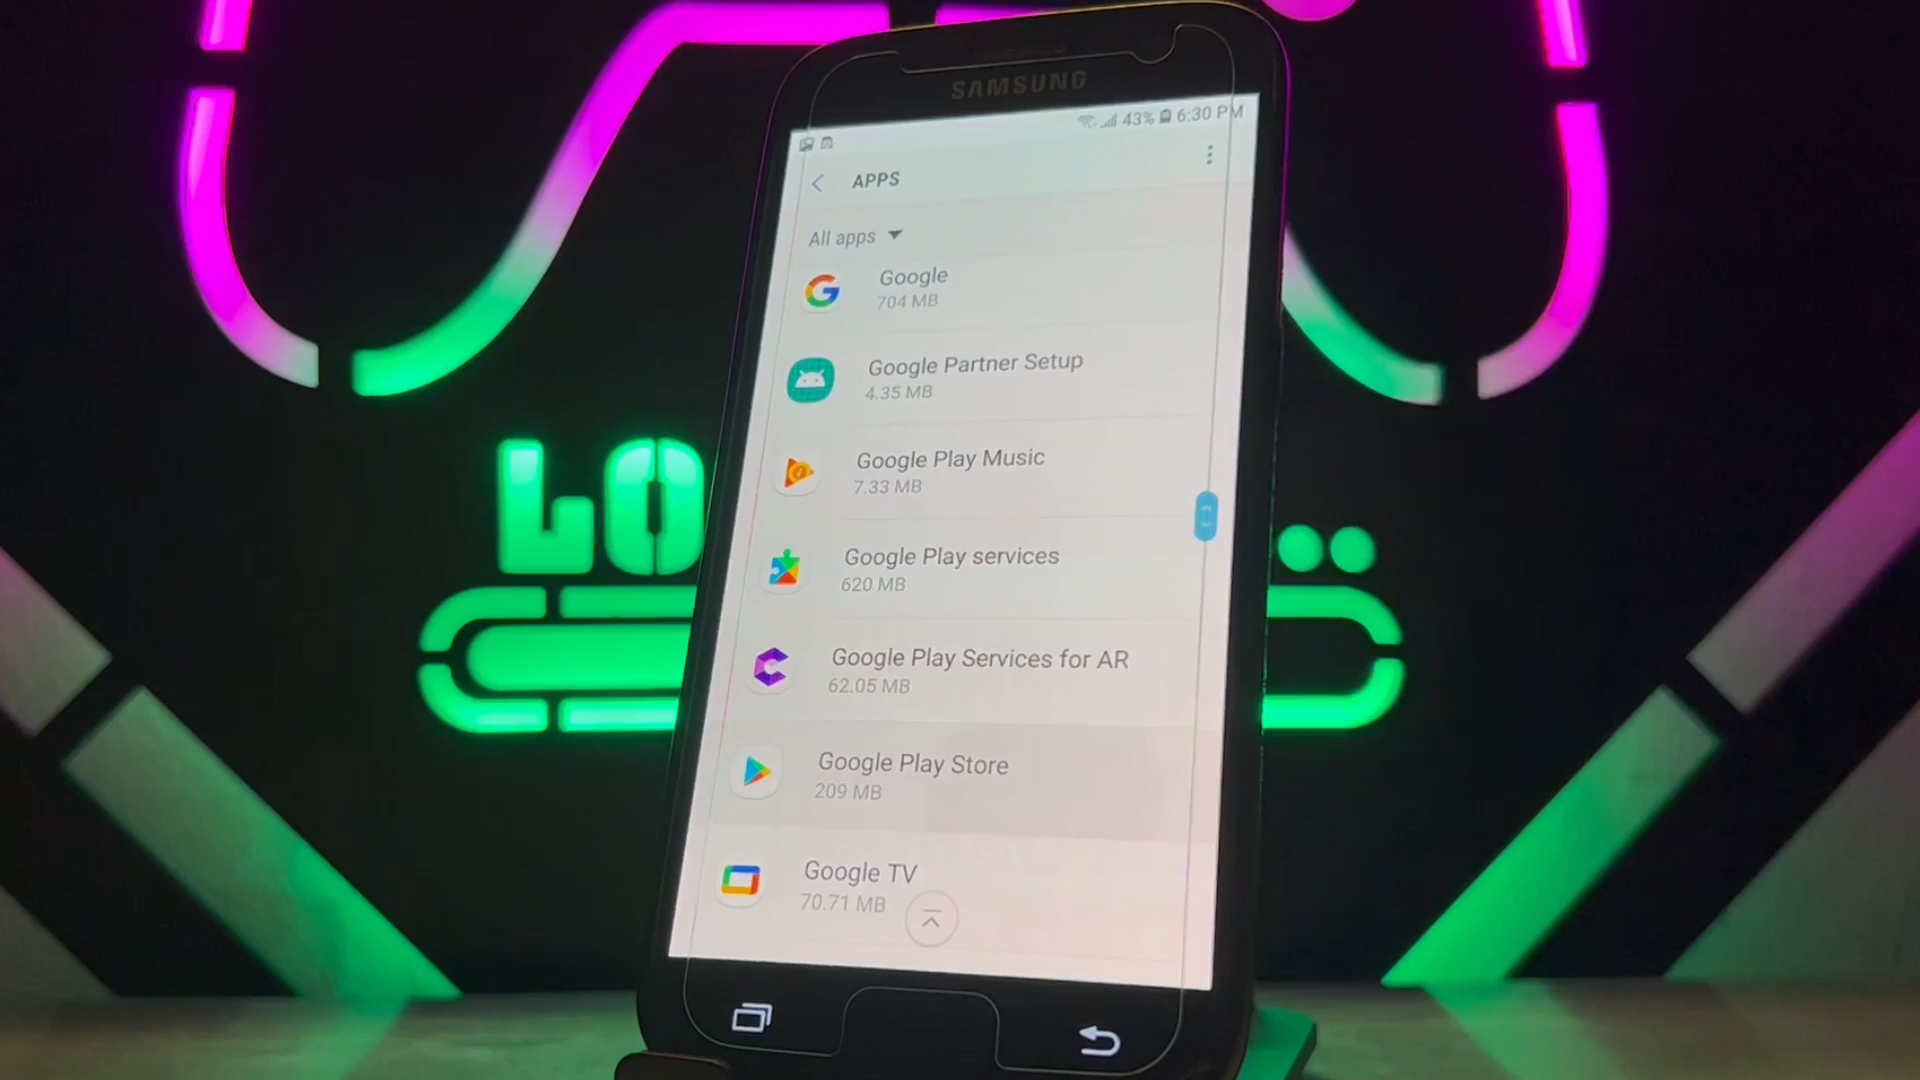 SAMSUNG
43% 6:30 PM
APPS
All apps
Google
704 MB
Google Partner Setup
4.35 MB
Google Play Music
7.33 MB
Google Play services
620 MB
Google Play Services for AR
62.05 MB
Google Play Store
209 MB
Google TV
70.71 MB